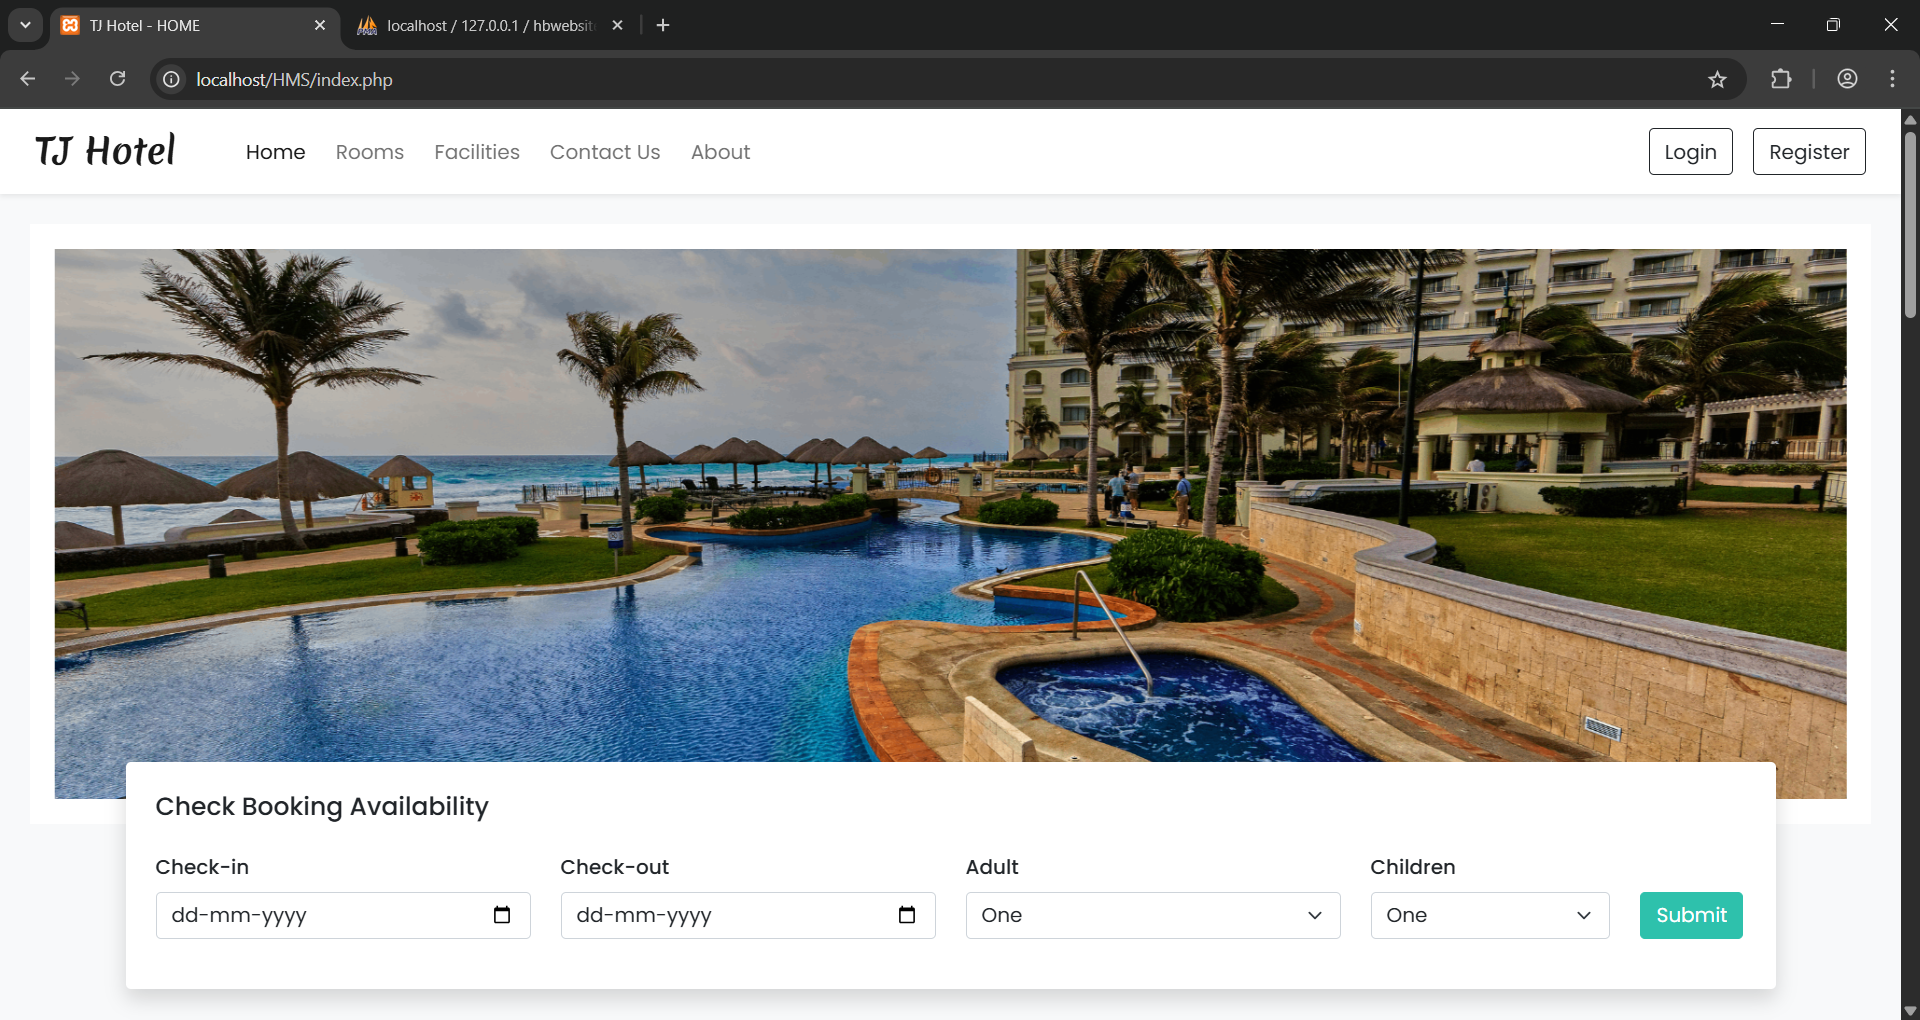 TJ Hotel - HOME
localhost / 127.0.0.1 / hbwebsit
localhost/HMS/index.php
TJ Hotel
Home Rooms Facilities Contact Us About
Login Register
Check Booking Availability
Check-in Check-out Adult Children
dd-mm-yyyy dd-mm-yyyy One One Submit